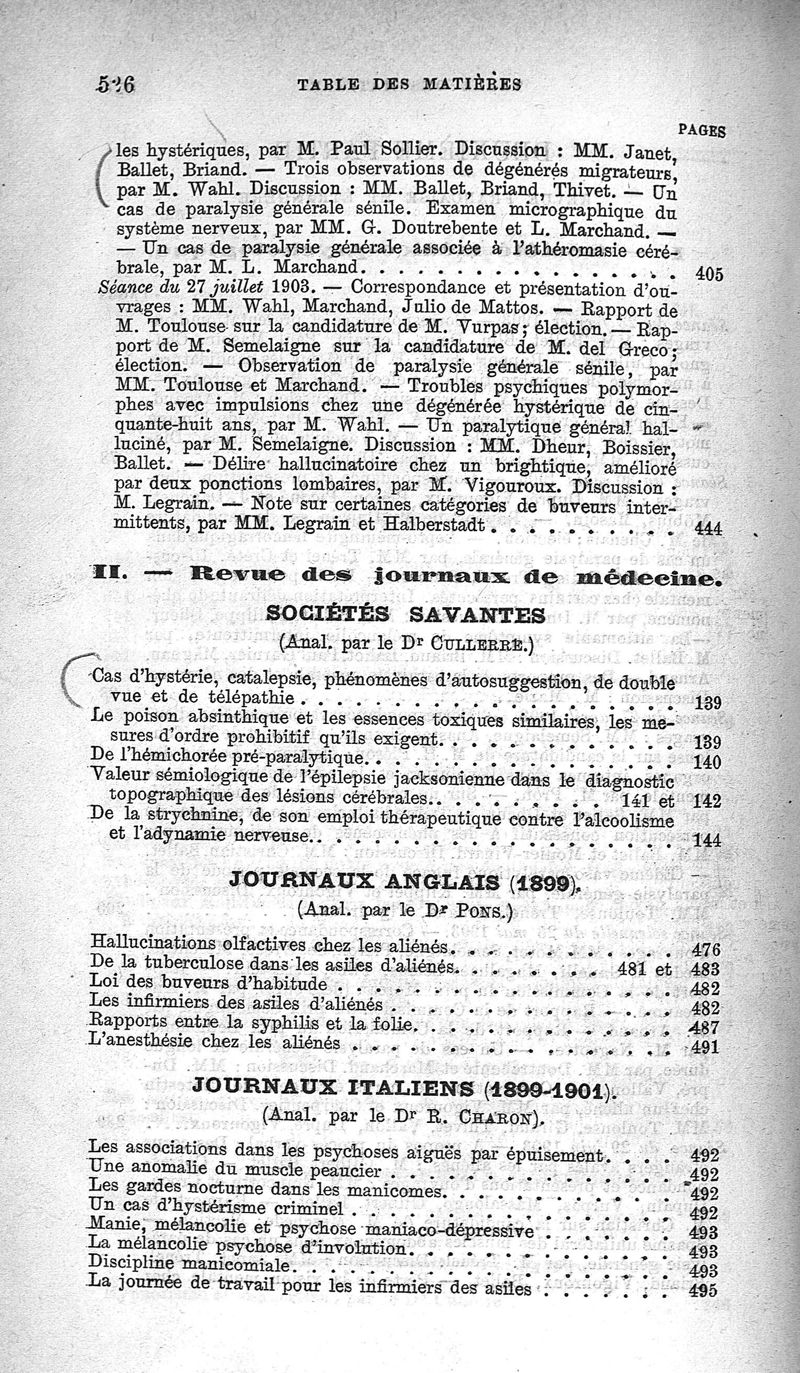 526 TABLE DES MATIÈRES
PAGES
les hystériques, par M. Paul Sollier. Discussion : MM. Janet,
Ballet, Briand. — Trois observations de dégénérés migrateurs,
par M. Wahl. Discussion : MM. Ballet, Briand, Thivet. — Un
cas de paralysie générale sénile. Examen micrographique du
système nerveux, par MM. G. Doutrebente et L. Marchand. —
— Un cas de paralysie générale associée à l'athéromasie céré-
brale, par M. L. Marchand. . . . . . . . . . . . . . . . . 405
Séance du 27 juillet 1903. — Correspondance et présentation d'ou-
vrages : MM. Wahl, Marchand, Julio de Mattos. — Rapport de
M. Toulouse sur la candidature de M. Vurpas; élection. — Rap-
port de M. Semelaigne sur la candidature de M. del Greco;
élection. — Observation de paralysie générale sénile, par
MM. Toulouse et Marchand. — Troubles psychiques polymor-
phes avec impulsions chez une dégénérée hystérique de cin-
quante-huit ans, par M. Wahl. — Un paralytique général hal-
luciné, par M. Semelaigne. Discussion : MM. Dheur, Boissier,
Ballet. — Délire hallucinatoire chez un brightique, amélioré
par deux ponctions lombaires, par M. Vigouroux. Discussion :
M. Legrain. — Note sur certaines catégories de buveurs inter-
mittents, par MM. Legrain et Halberstadt . . . . . . . . . . 444
II. — Revue des journaux de médecine.
SOCIÉTÉS SAVANTES
(Anal. par le Dr CULLERRE.)
Cas d'hystérie, catalepsie, phénomènes d'autosuggestion, de double
vue et de télépathie . . . . . . . . . . . . . . . . . . . . 139
Le poison absinthique et les essences toxiques similaires, les me-
sures d'ordre prohibitif qu'ils exigent. . . . . . . . . . . . 139
De l'hémichorée pré-paralytique. . . . . . . . . . . . . . . . 140
Valeur sémiologique de l'épilepsie jacksonienne dans le diagnostic
topographique des lésions cérébrales. . . . . . . . . . 141 et 142
De la strychnine, de son emploi thérapeutique contre l'alcoolisme
et l'adynamie nerveuse. . . . . . . . . . . . . . . . . . . . 144
JOURNAUX ANGLAIS (1899).
(Anal. par le Dr PONS.)
Hallucinations olfactives chez les aliénés. . . . . . . . . . . . 476
De la tuberculose dans les asiles d'aliénés. . . . . . . . 481 et 483
Loi des buveurs d'habitude . . . . . . . . . . . . . . . . . . 482
Les infirmiers des asiles d'aliénés . . . . . . . . . . . . . . . 482
Rapports entre la syphilis et la folie. . . . . . . . . . . . . . 487
L'anesthésie chez les aliénés . . . . . . . . . . . . . . . . . 491
JOURNAUX ITALIENS (1899-1901).
(Anal. par le Dr R. CHARON).
Les associations dans les psychoses aiguës par épuisement. . . . 492
Une anomalie du muscle peaucier . . . . . . . . . . . . . . . 492
Les gardes nocturne dans les manicomes. . . . . . . . . . . . 492
Un cas d'hystérisme criminel . . . . . . . . . . . . . . . . . 492
Manie, mélancolie et psychose maniaco-dépressive . . . . . . . 493
La mélancolie psychose d'involution. . . . . . . . . . . . . . 493
Discipline manicomiale. . . . . . . . . . . . . . . . . . . . 493
La journée de travail pour les infirmiers des asiles . . . . . . . 495